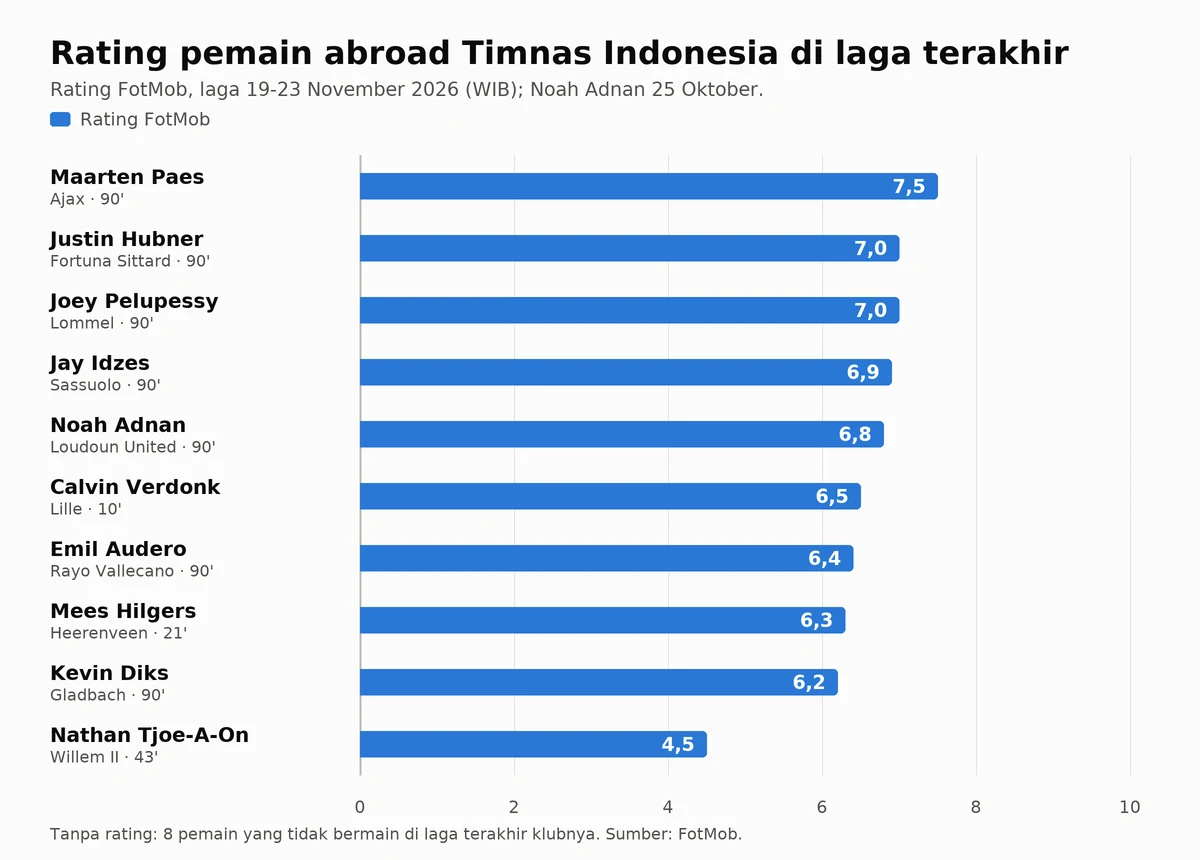 Rating pemain abroad Timnas Indonesia di laga terakhir
Rating FotMob, laga 19-23 November 2026 (WIB); Noah Adnan 25 Oktober.
Rating FotMob
Maarten Paes
Ajax · 90'
7,5
Justin Hubner
Fortuna Sittard · 90'
7,0
Joey Pelupessy
Lommel · 90'
7,0
Jay Idzes
Sassuolo · 90'
6,9
Noah Adnan
Loudoun United · 90'
6,8
Calvin Verdonk
Lille · 10'
6,5
Emil Audero
Rayo Vallecano · 90'
6,4
Mees Hilgers
Heerenveen · 21'
6,3
Kevin Diks
Gladbach · 90'
6,2
Nathan Tjoe-A-On
Willem II · 43'
4,5
0 2 4 6 8 10
Tanpa rating: 8 pemain yang tidak bermain di laga terakhir klubnya. Sumber: FotMob.